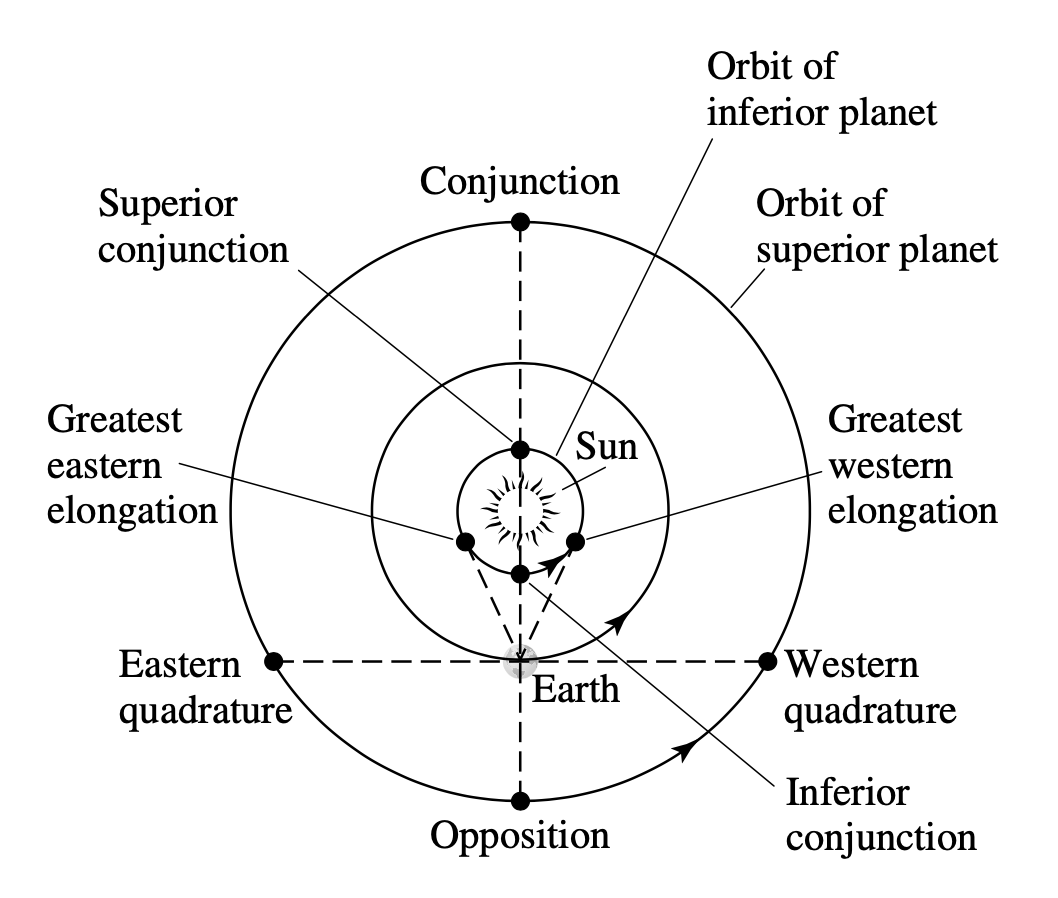 Orbit of
inferior planet
Conjunction
Superior
conjunction
Orbit of
superior planet
Greatest
eastern
elongation
Sun
Greatest
western
elongation
Eastern
quadrature
Earth
Western
quadrature
Inferior
conjunction
Opposition